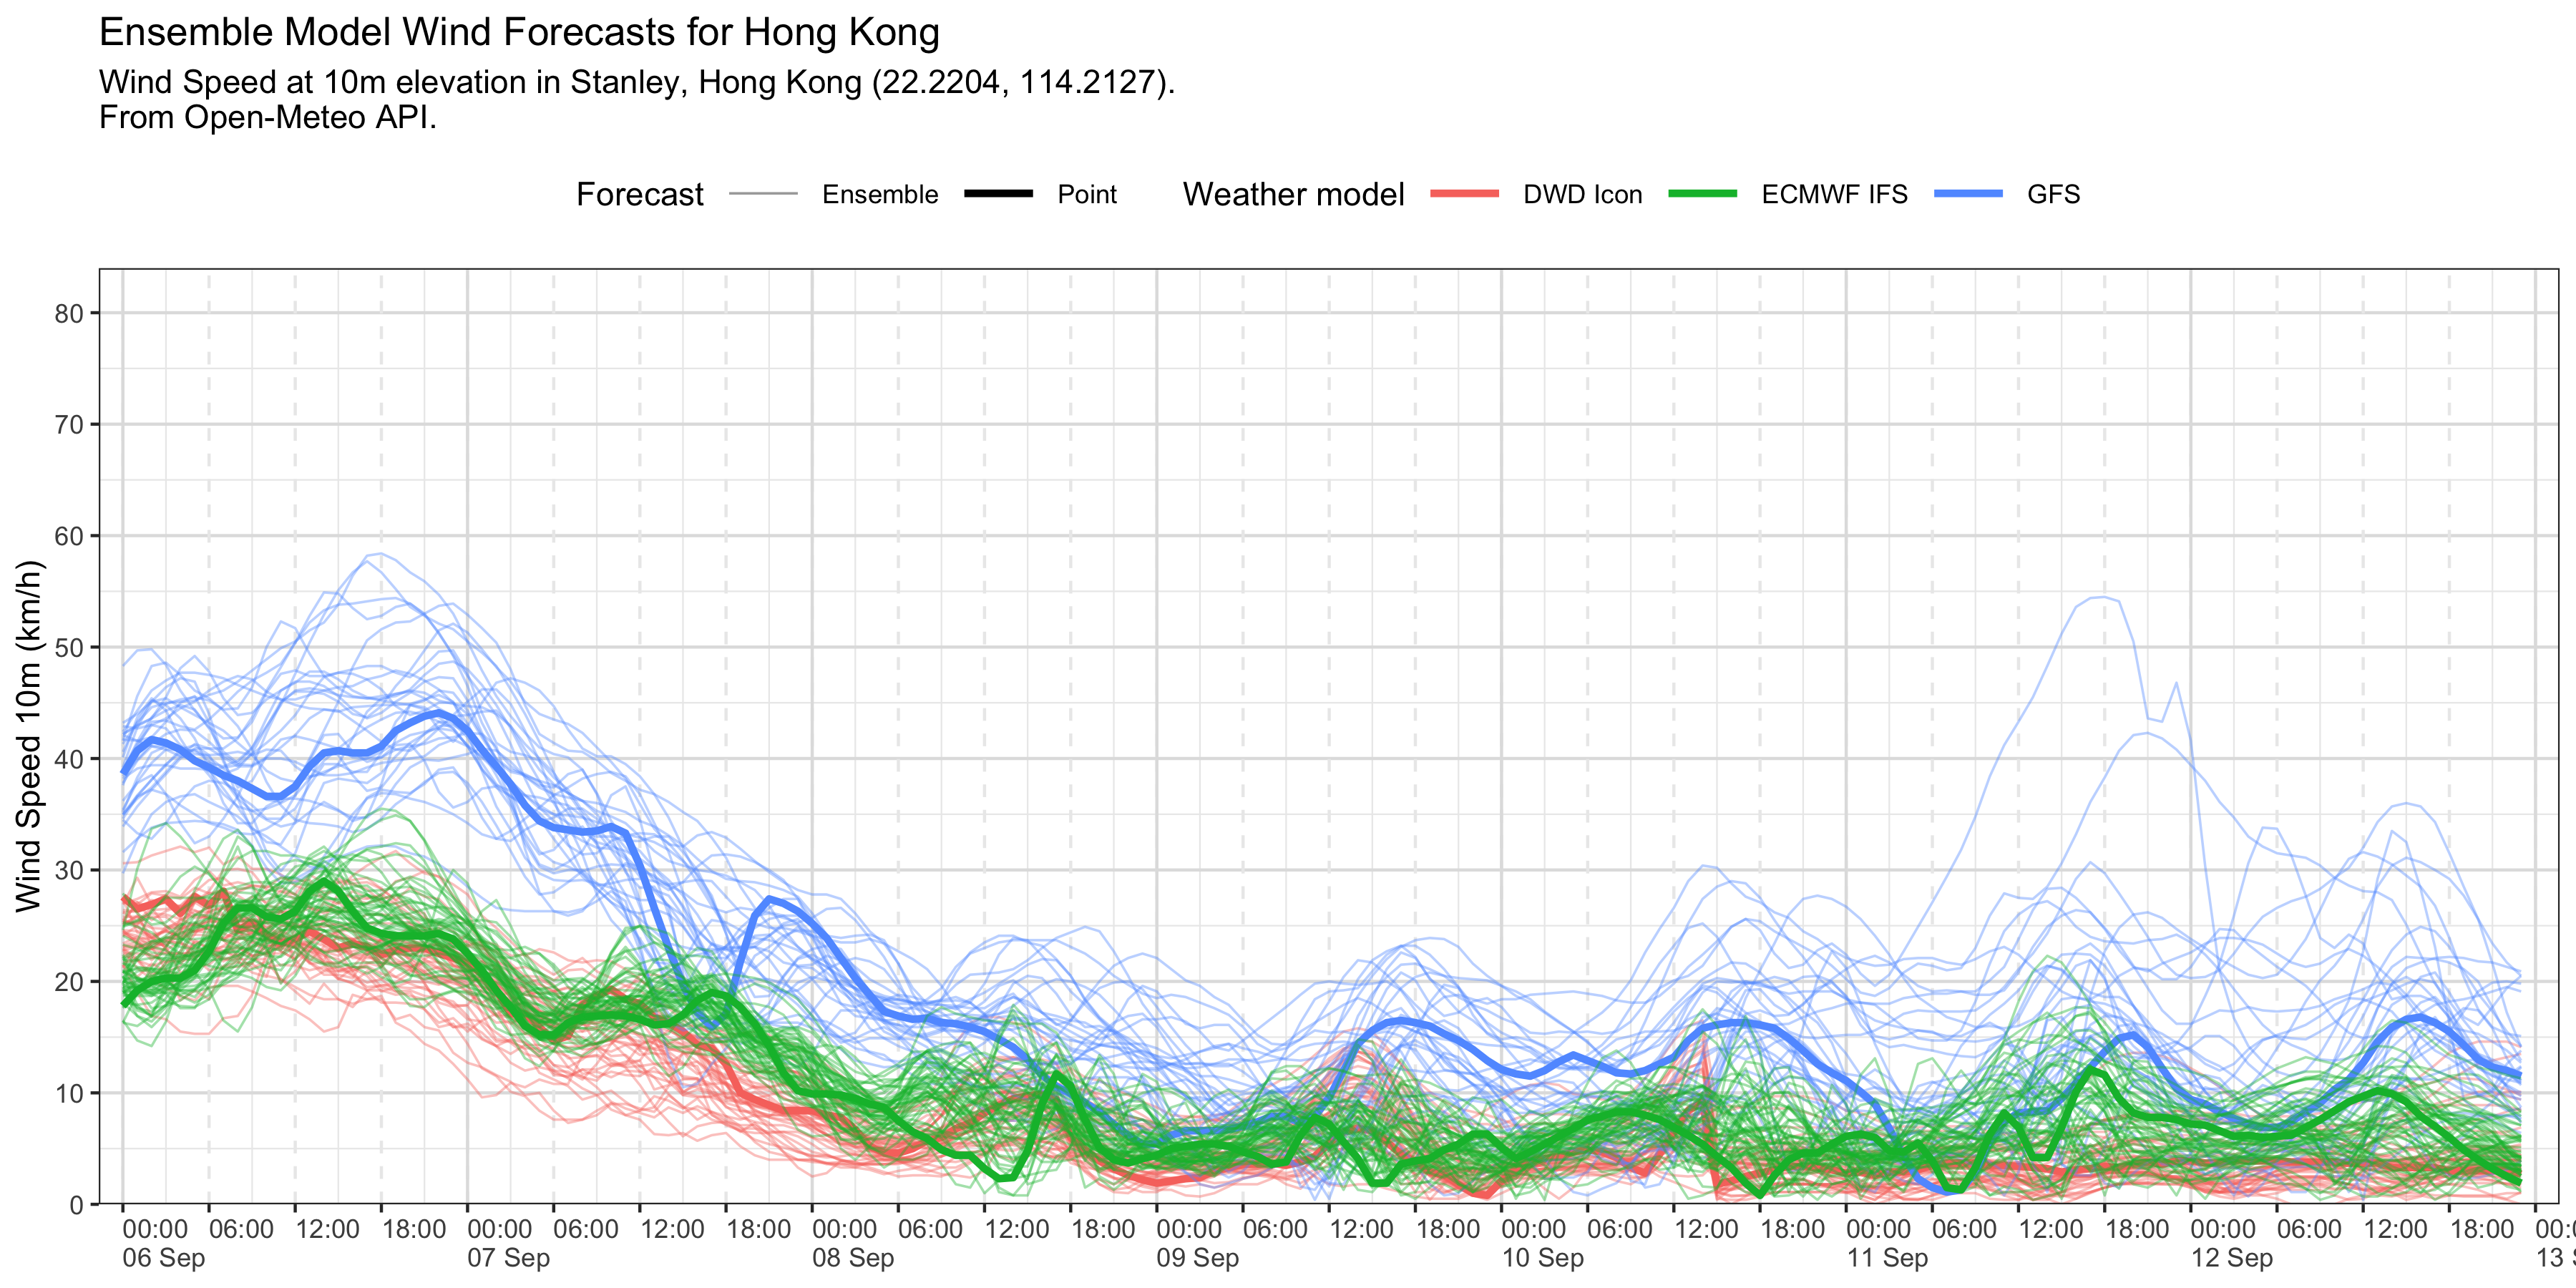 Ensemble Model Wind Forecasts for Hong Kong
Wind Speed at 10m elevation in Stanley, Hong Kong (22.2204, 114.2127).
From Open-Meteo API.
Forecast Ensemble Point Weather model DWD Icon ECMWF IFS GFS
Wind Speed 10m (km/h)
80
70
60
50
40
30
20
10
0
00:00 06:00 12:00 18:00 00:00 06:00 12:00 18:00 00:00 06:00 12:00 18:00 00:00 06:00 12:00 18:00 00:00 06:00 12:00 18:00 00:00 06:00 12:00 18:00 00:00 06:00 12:00 18:00
06 Sep 07 Sep 08 Sep 09 Sep 10 Sep 11 Sep 12 Sep 13